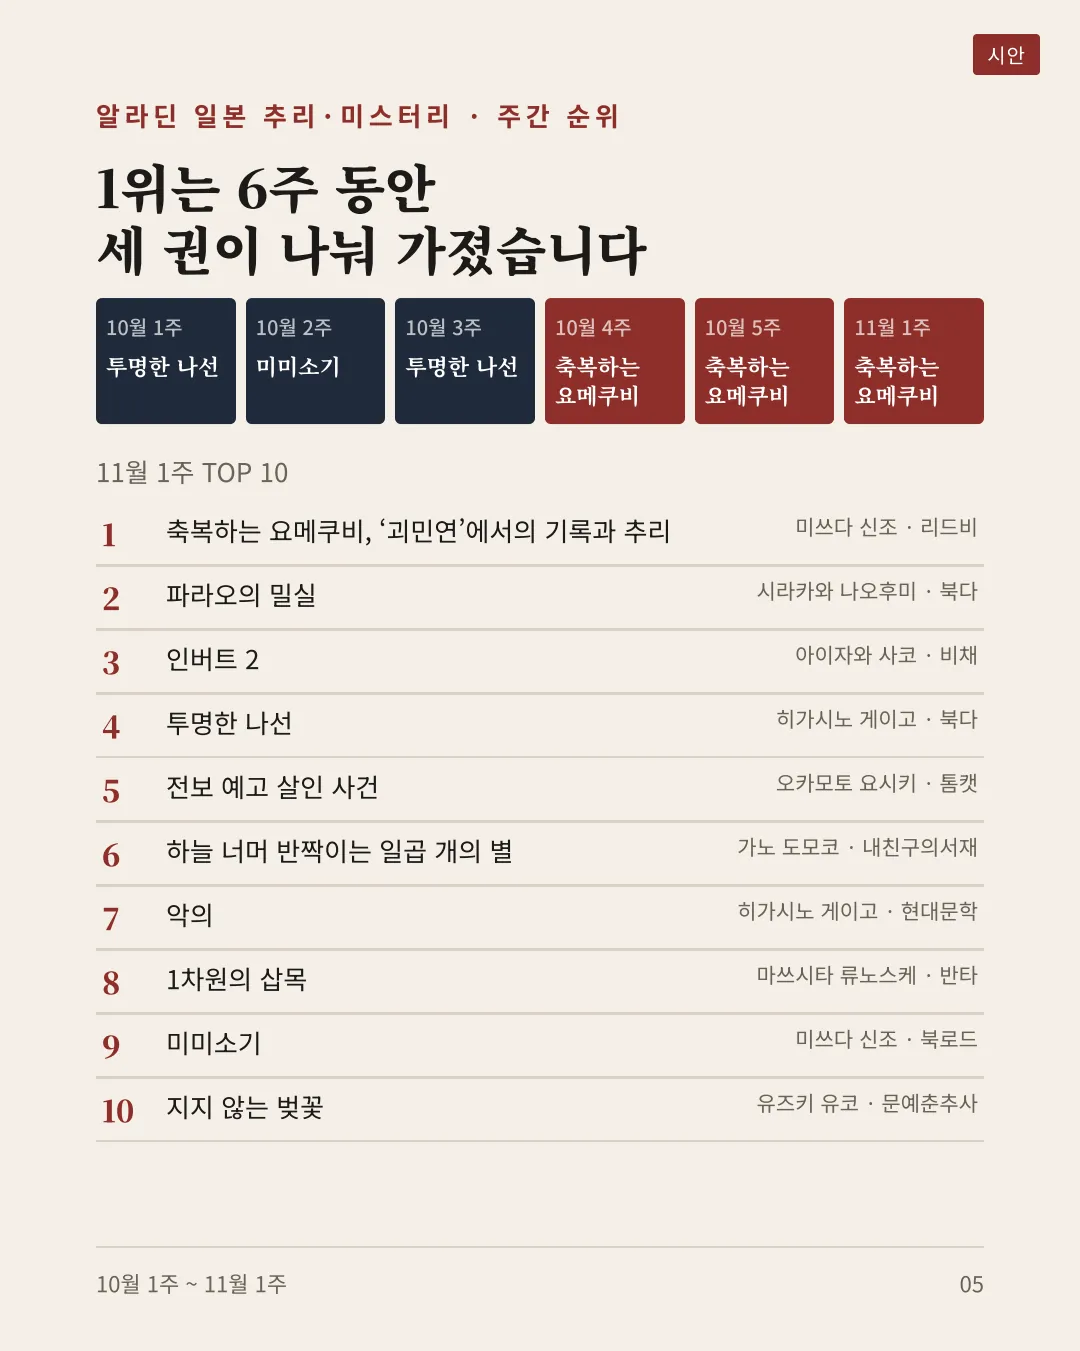 시안
알라딘 일본 추리·미스터리 · 주간 순위
1위는 6주 동안
세 권이 나눠 가졌습니다
10월 1주
투명한 나선
10월 2주
미미소기
10월 3주
투명한 나선
10월 4주
축복하는
요메쿠비
10월 5주
축복하는
요메쿠비
11월 1주
축복하는
요메쿠비
11월 1주 TOP 10
1 축복하는 요메쿠비, ‘괴민연’에서의 기록과 추리 미쓰다 신조 · 리드비
2 파라오의 밀실 시라카와 나오후미 · 북다
3 인버트 2 아이자와 사코 · 비채
4 투명한 나선 히가시노 게이고 · 북다
5 전보 예고 살인 사건 오카모토 요시키 · 톰캣
6 하늘 너머 반짝이는 일곱 개의 별 가노 도모코 · 내친구의서재
7 악의 히가시노 게이고 · 현대문학
8 1차원의 삽목 마쓰시타 류노스케 · 반타
9 미미소기 미쓰다 신조 · 북로드
10 지지 않는 벚꽃 유즈키 유코 · 문예춘추사
10월 1주 ~ 11월 1주
05